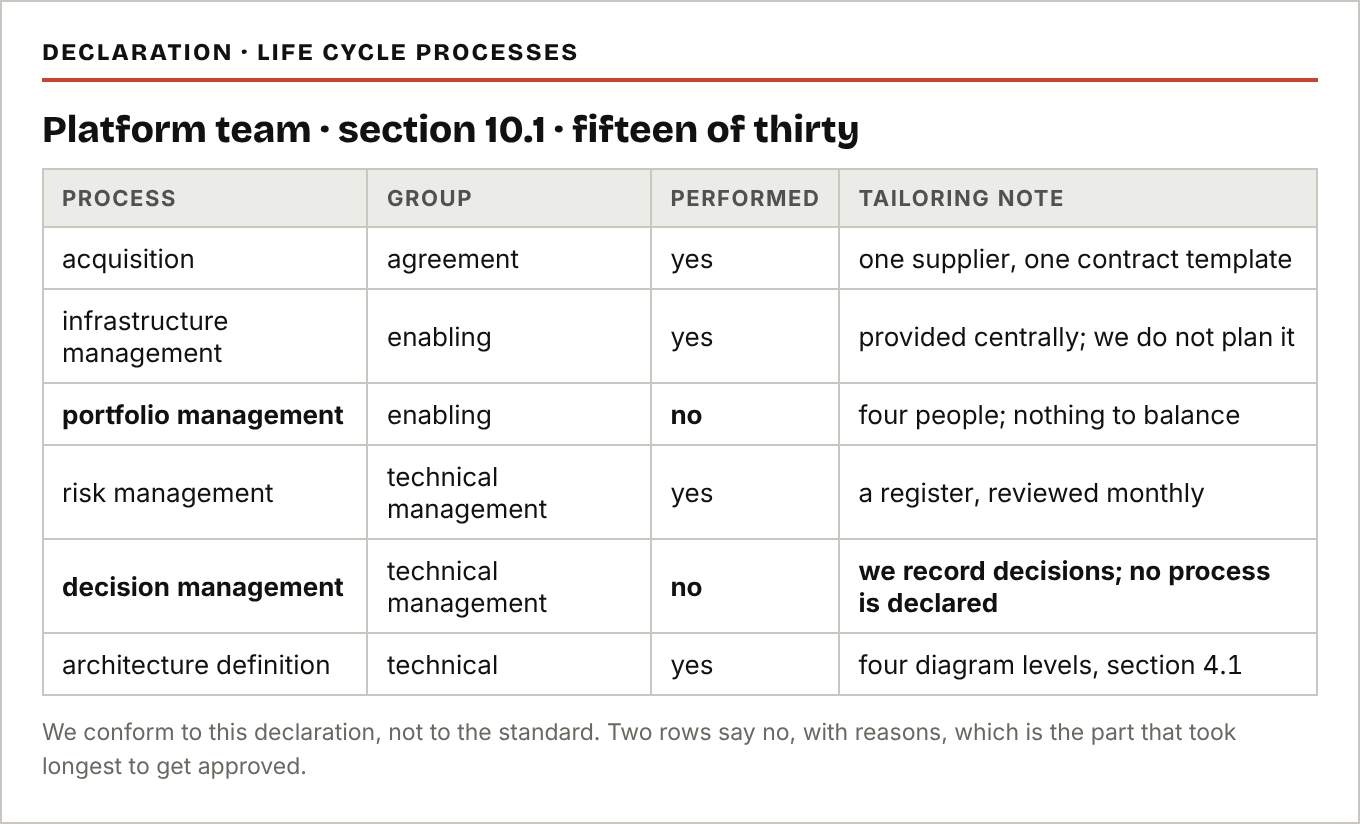 DECLARATION · LIFE CYCLE PROCESSES
Platform team · section 10.1 · fifteen of thirty
PROCESS GROUP PERFORMED TAILORING NOTE
acquisition agreement yes one supplier, one contract template
infrastructure
management enabling yes provided centrally; we do not plan it
portfolio management enabling no four people; nothing to balance
risk management technical
management yes a register, reviewed monthly
decision management technical
management no we record decisions; no process
is declared
architecture definition technical yes four diagram levels, section 4.1
We conform to this declaration, not to the standard. Two rows say no, with reasons, which is the part that took
longest to get approved.